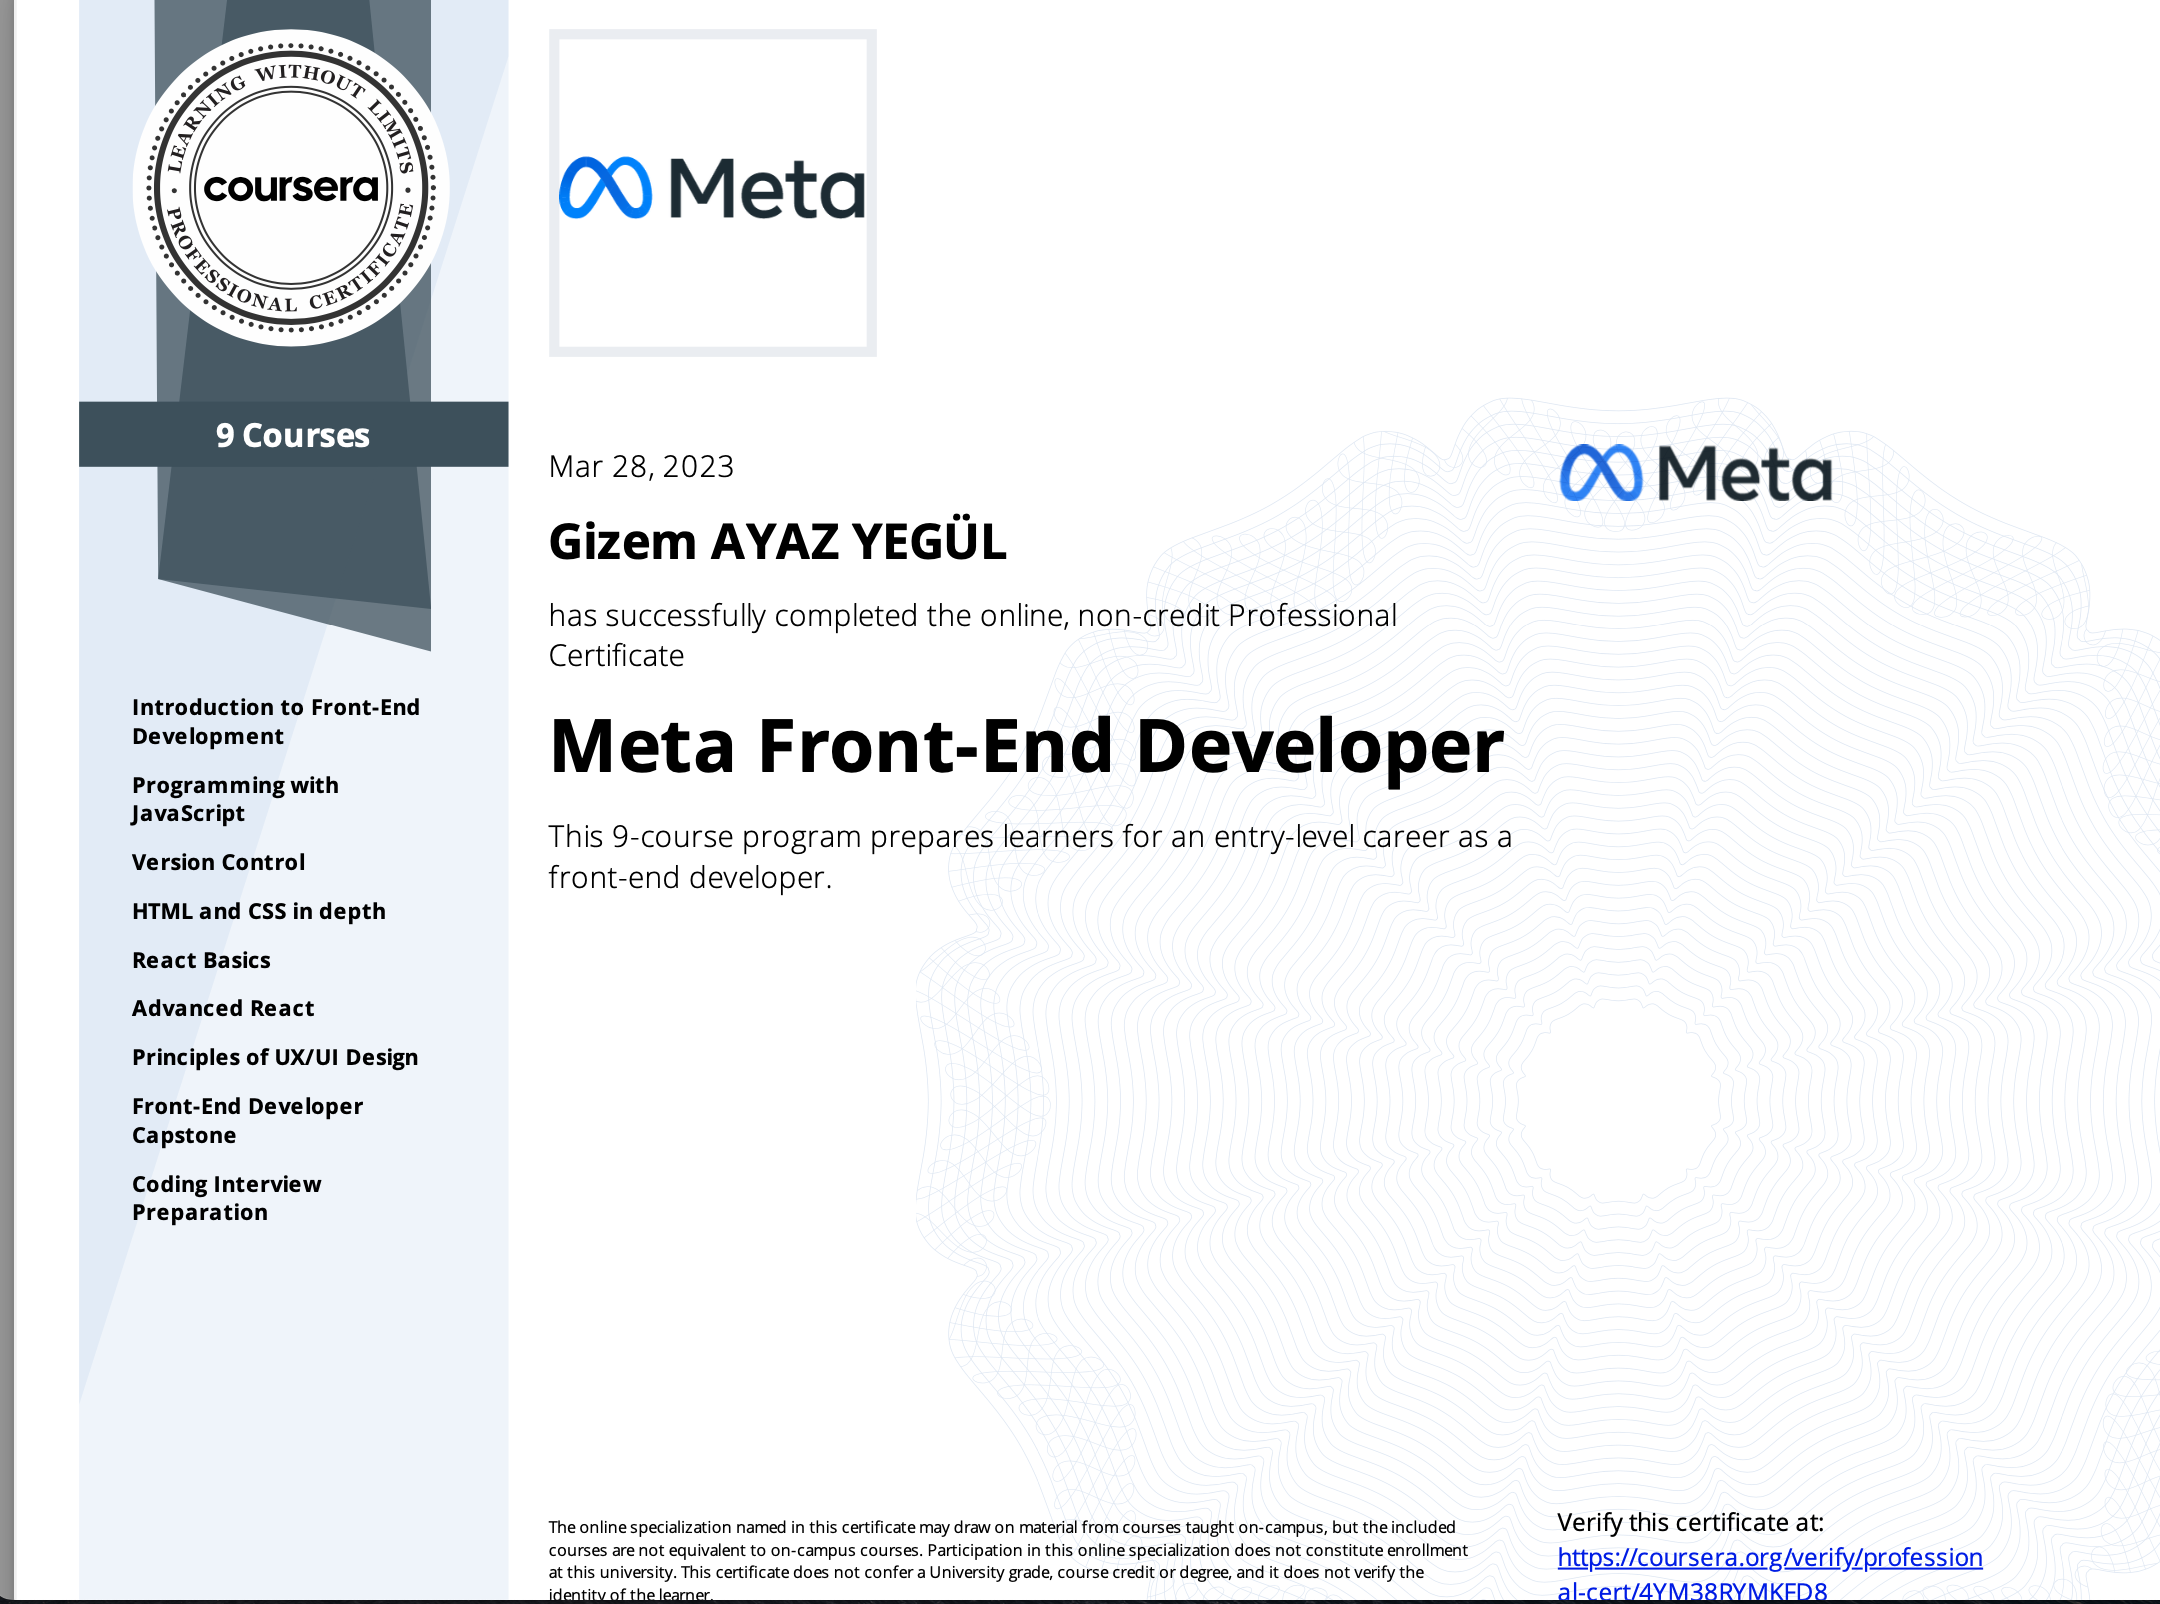 LEARNING WITHOUT LIMITS
coursera
PROFESSIONAL CERTIFICATE
9 Courses
Introduction to Front-End
Development
Programming with
JavaScript
Version Control
HTML and CSS in depth
React Basics
Advanced React
Principles of UX/UI Design
Front-End Developer
Capstone
Coding Interview
Preparation
Meta
Mar 28, 2023
Gizem AYAZ YEGÜL
has successfully completed the online, non-credit Professional
Certificate
Meta Front-End Developer
This 9-course program prepares learners for an entry-level career as a
front-end developer.
Meta
The online specialization named in this certificate may draw on material from courses taught on-campus, but the included
courses are not equivalent to on-campus courses. Participation in this online specialization does not constitute enrollment
at this university. This certificate does not confer a University grade, course credit or degree, and it does not verify the
identity of the learner.
Verify this certificate at:
https://coursera.org/verify/profession
al-cert/4YM38RYMKFD8